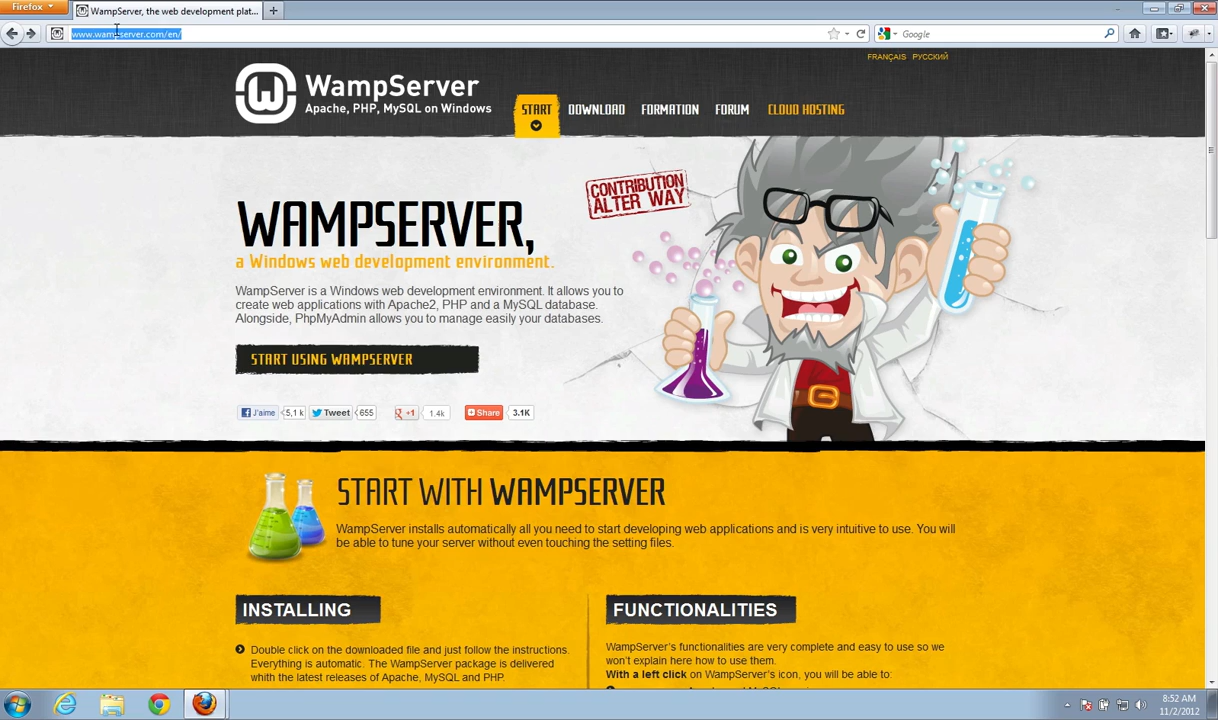 Firefox
WampServer, the web development plat...
www.wampserver.com/en/
Google
FRANÇAIS РУССКИЙ
WampServer
Apache, PHP, MySQL on Windows
START DOWNLOAD FORMATION FORUM CLOUD HOSTING
CONTRIBUTION
ALTER WAY
WAMPSERVER,
a Windows web development environment.
WampServer is a Windows web development environment. It allows you to
create web applications with Apache2, PHP and a MySQL database.
Alongside, PhpMyAdmin allows you to manage easily your databases.
START USING WAMPSERVER
J'aime 5,1 k Tweet 655 +1 1.4k Share 3.1K
START WITH WAMPSERVER
WampServer installs automatically all you need to start developing web applications and is very intuitive to use. You will
be able to tune your server without even touching the setting files.
INSTALLING
Double click on the downloaded file and just follow the instructions.
Everything is automatic. The WampServer package is delivered
whith the latest releases of Apache, MySQL and PHP.
FUNCTIONALITIES
WampServer's functionalities are very complete and easy to use so we
won't explain here how to use them.
With a left click on WampServer's icon, you will be able to:
8:52 AM
11/2/2012